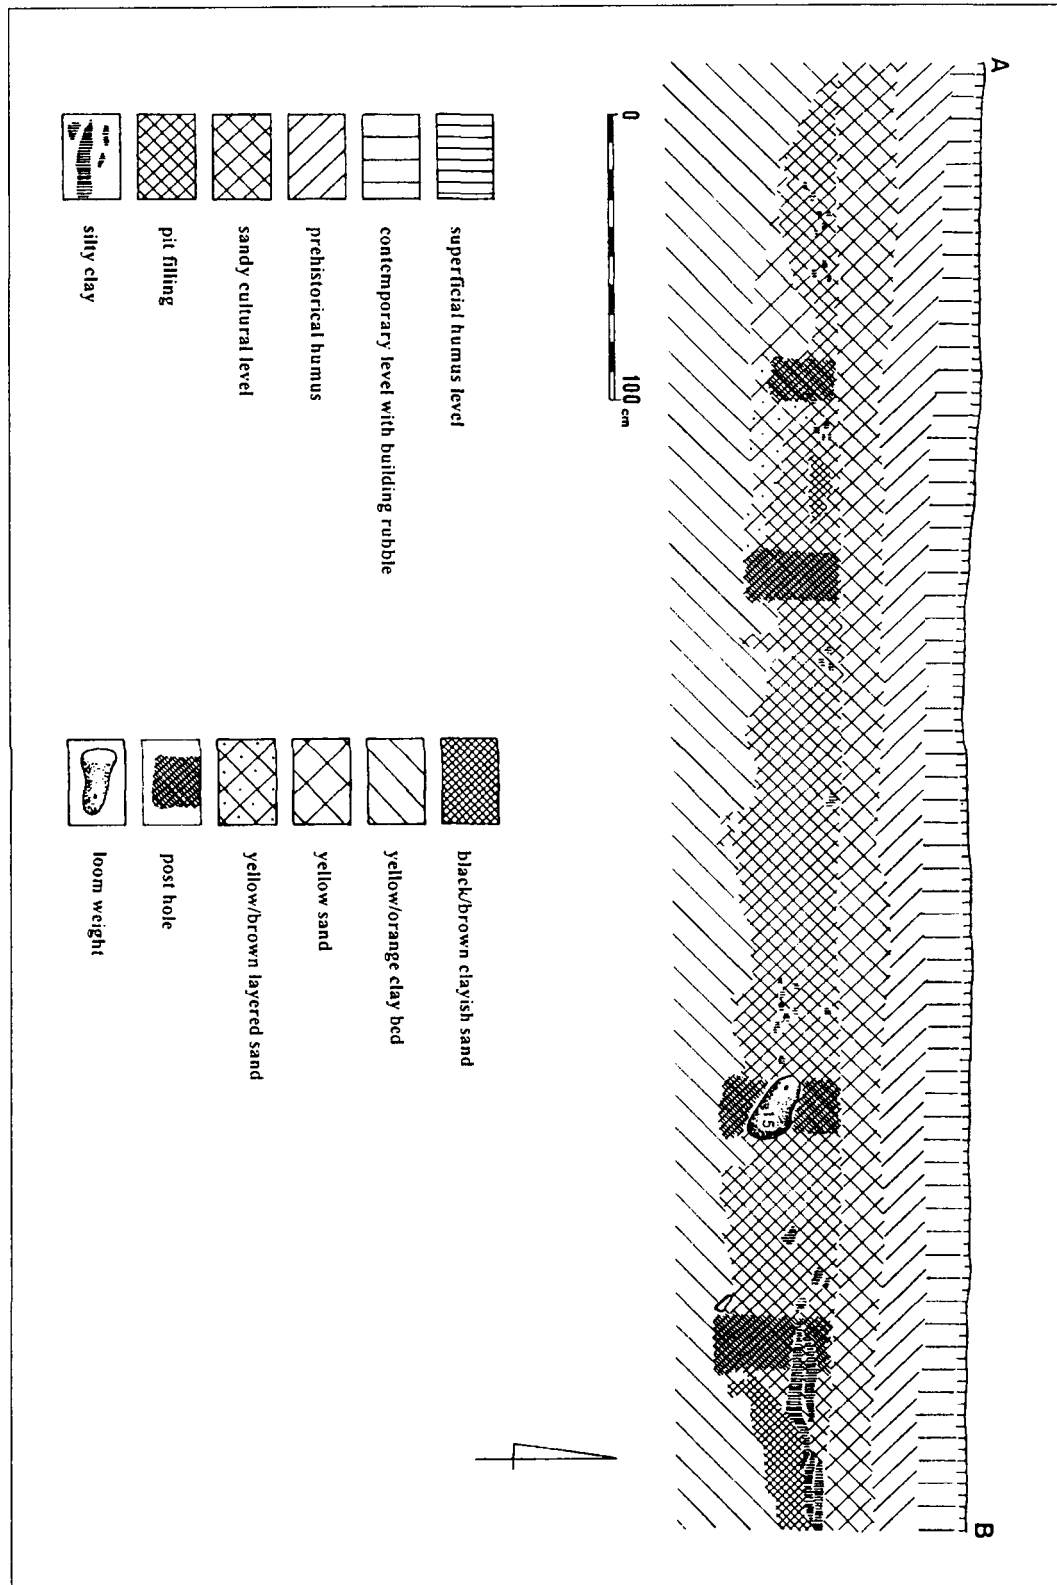 A
B
0
100
cm
15
superficial humus level
contemporary level with building rubble
prehistorical humus
sandy cultural level
pit filling
silty clay
black/brown clayish sand
yellow/orange clay bed
yellow sand
yellow/brown layered sand
post hole
loom weight